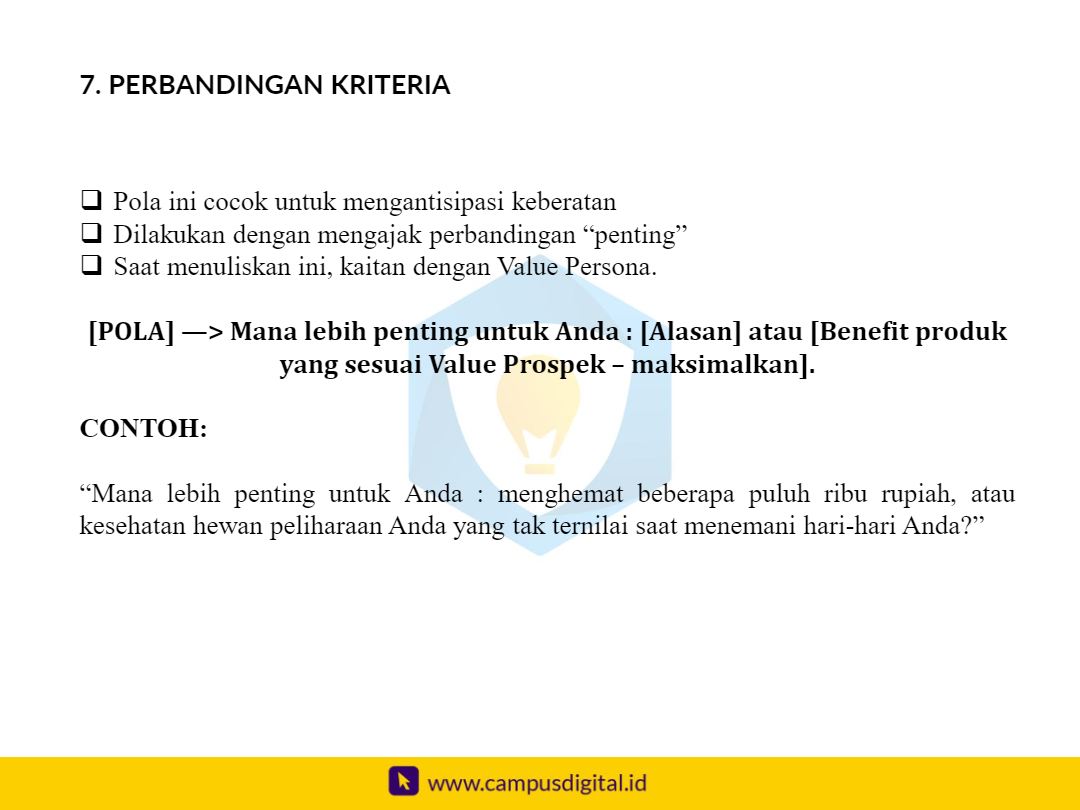 7. PERBANDINGAN KRITERIA
❑ Pola ini cocok untuk mengantisipasi keberatan
❑ Dilakukan dengan mengajak perbandingan “penting”
❑ Saat menuliskan ini, kaitan dengan Value Persona.
[POLA] —> Mana lebih penting untuk Anda : [Alasan] atau [Benefit produk
yang sesuai Value Prospek – maksimalkan].
CONTOH:
“Mana lebih penting untuk Anda : menghemat beberapa puluh ribu rupiah, atau
kesehatan hewan peliharaan Anda yang tak ternilai saat menemani hari-hari Anda?”
www.campusdigital.id